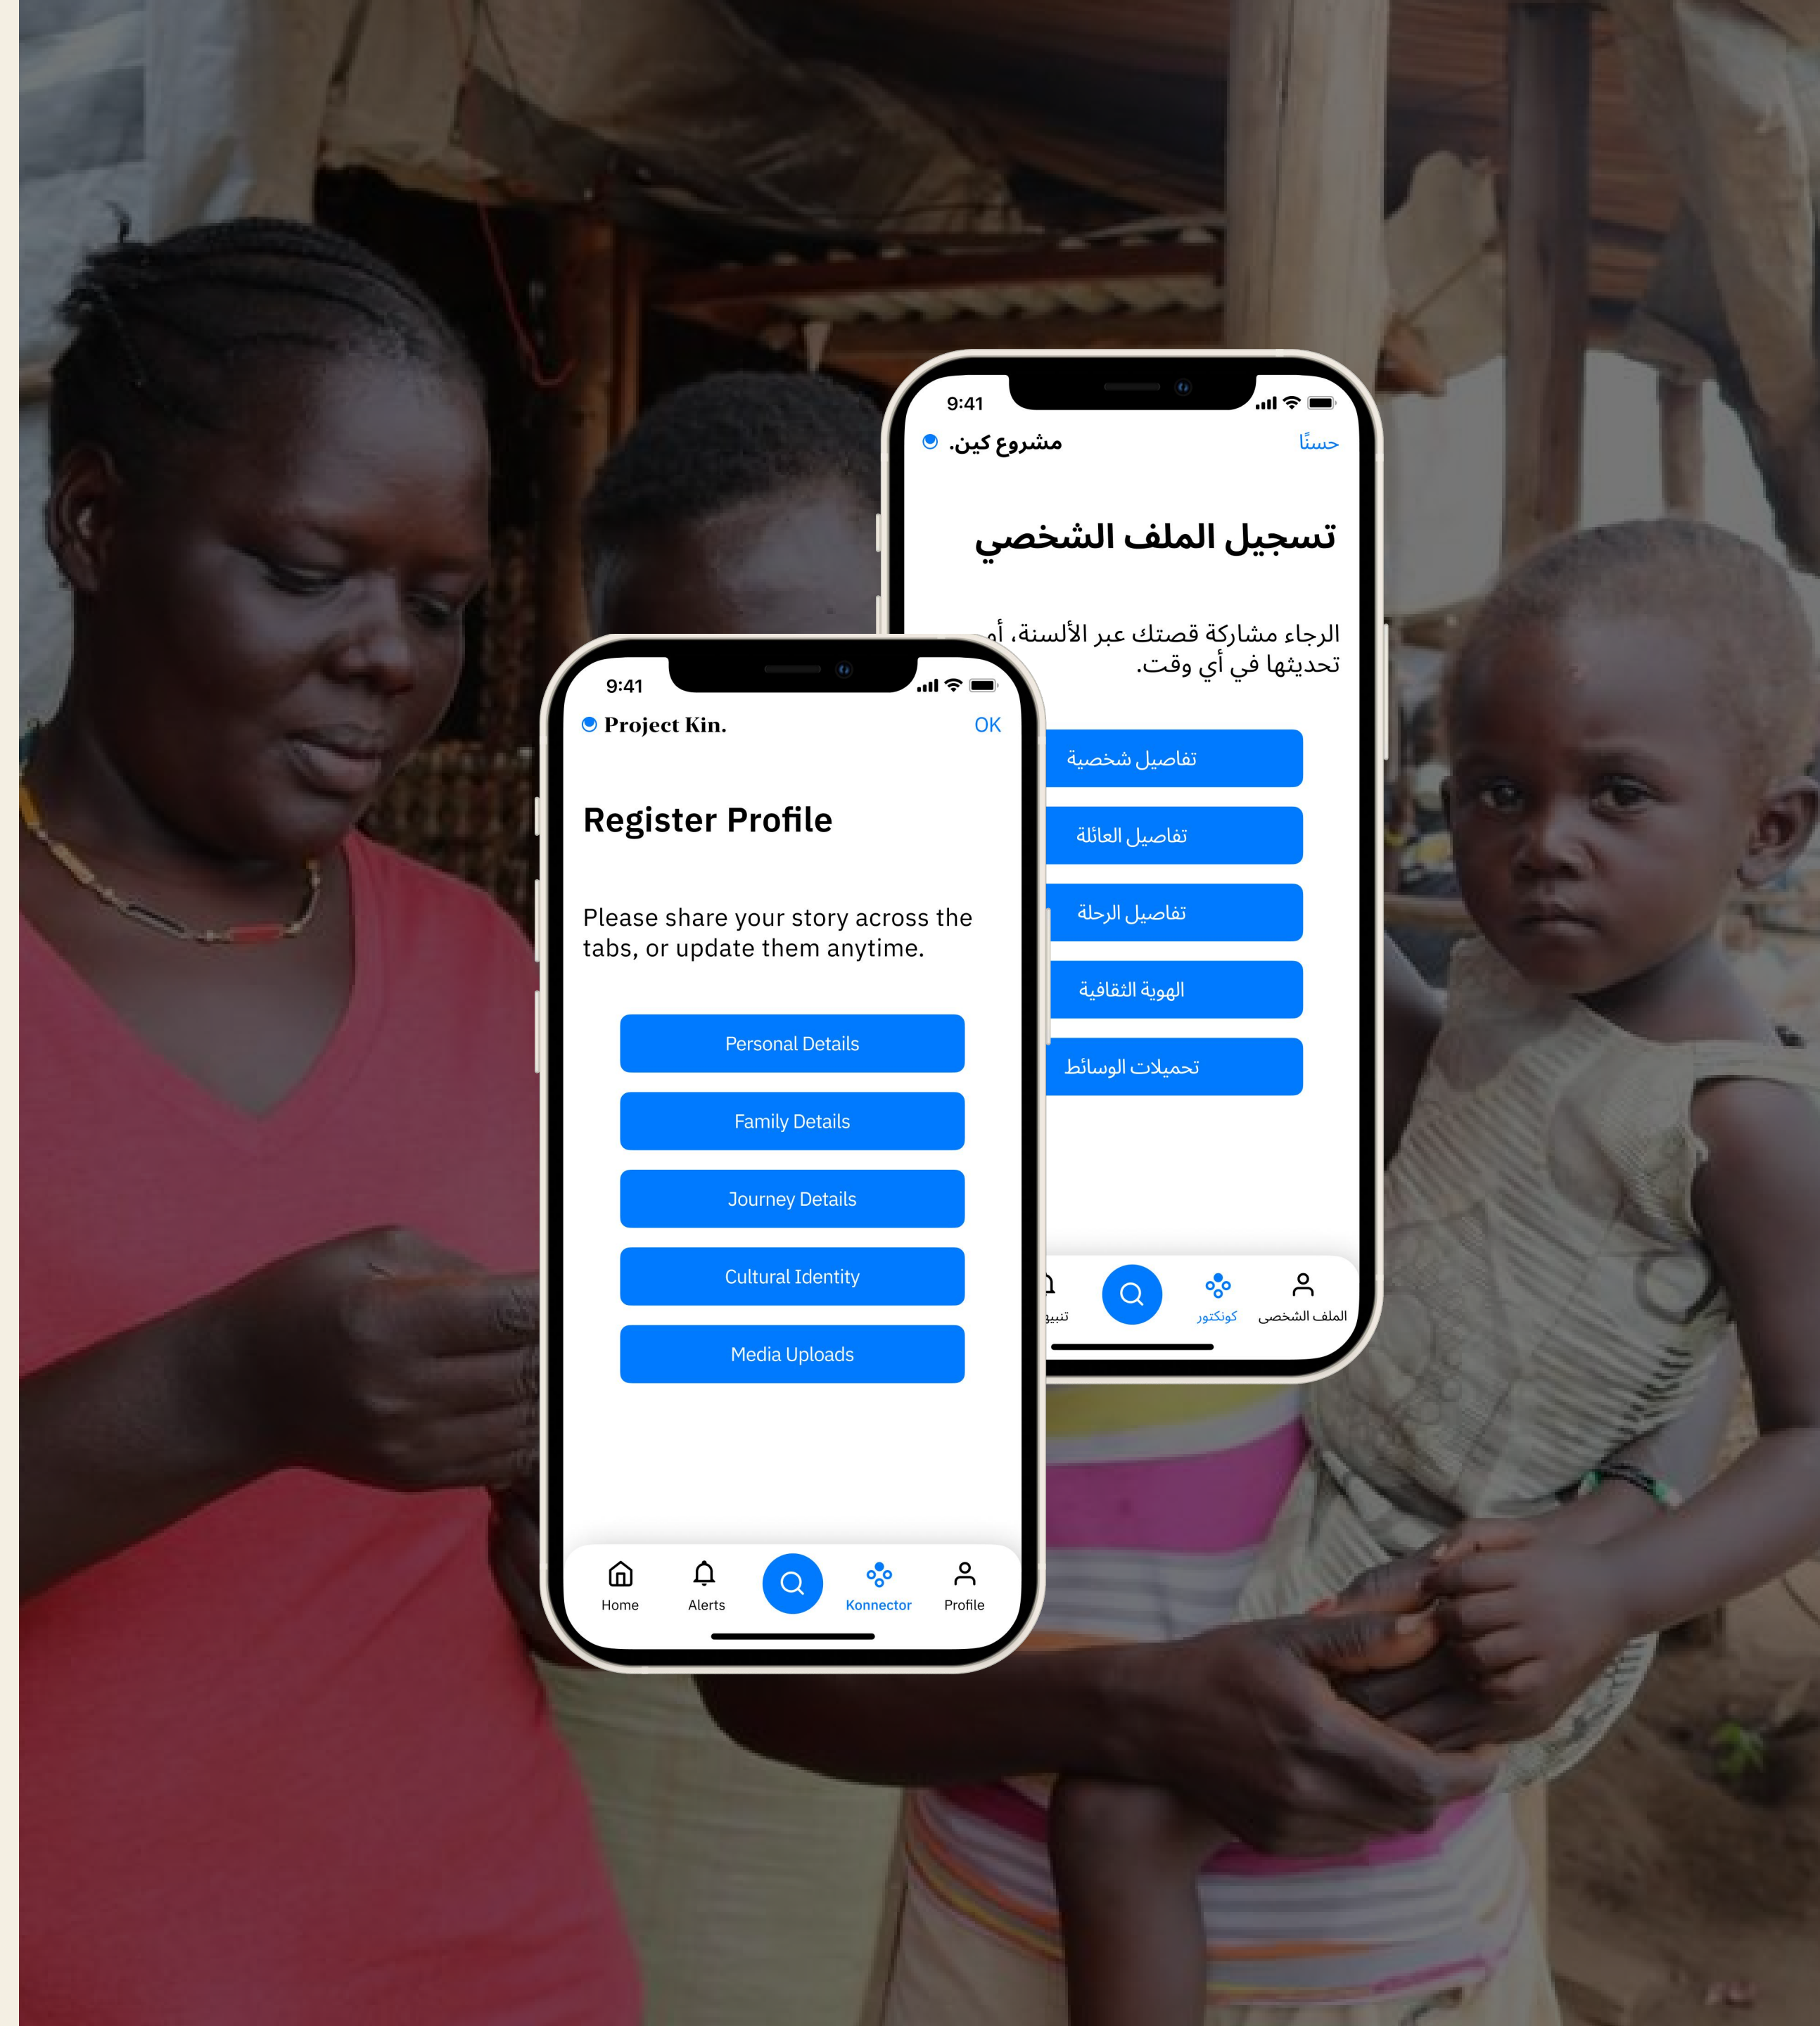 9:41
مشروع كين.
حسنًا
تسجيل الملف الشخصي
الرجاء مشاركة قصتك عبر الألسنة، أو
تحديثها في أي وقت.
تفاصيل شخصية
تفاصيل العائلة
تفاصيل الرحلة
الهوية الثقافية
تحميلات الوسائط
الملف الشخصى
كونكتور
9:41
Project Kin.
OK
Register Profile
Please share your story across the
tabs, or update them anytime.
Personal Details
Family Details
Journey Details
Cultural Identity
Media Uploads
Home
Alerts
Konnector
Profile